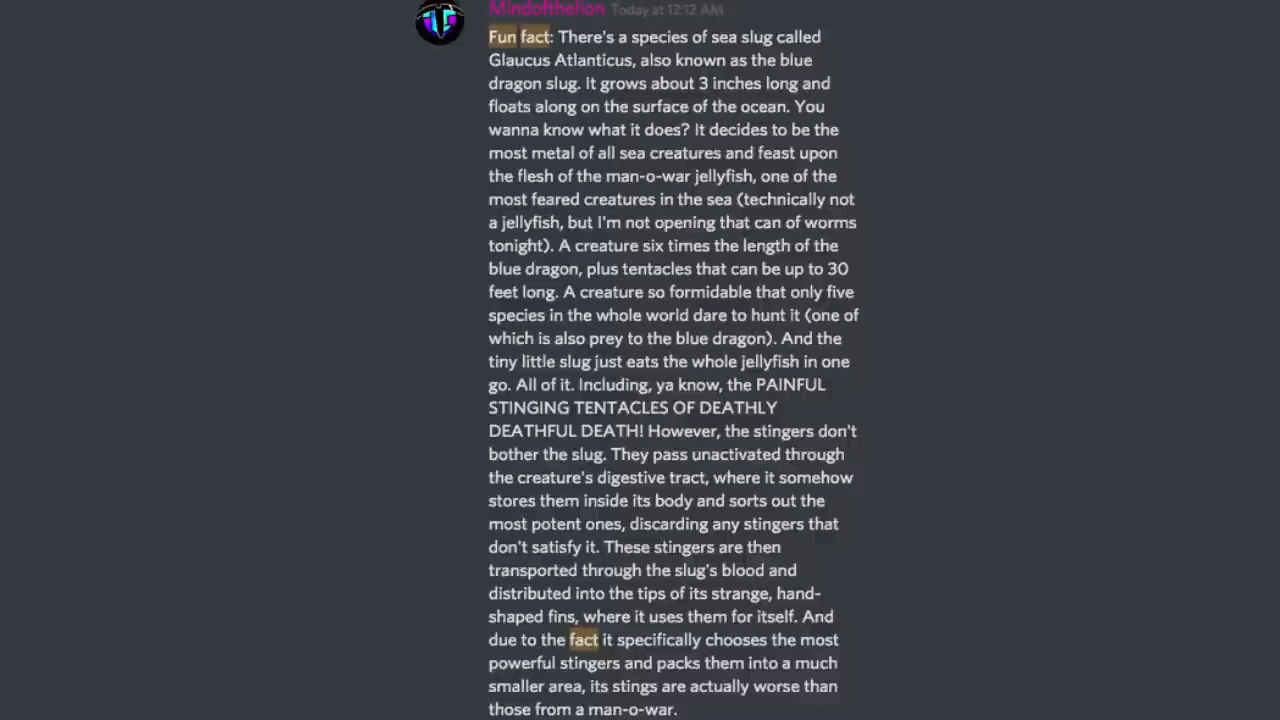 Mindofthelion Today at 12:12 AM
Fun fact: There's a species of sea slug called
Glaucus Atlanticus, also known as the blue
dragon slug. It grows about 3 inches long and
floats along on the surface of the ocean. You
wanna know what it does? It decides to be the
most metal of all sea creatures and feast upon
the flesh of the man-o-war jellyfish, one of the
most feared creatures in the sea (technically not
a jellyfish, but I'm not opening that can of worms
tonight). A creature six times the length of the
blue dragon, plus tentacles that can be up to 30
feet long. A creature so formidable that only five
species in the whole world dare to hunt it (one of
which is also prey to the blue dragon). And the
tiny little slug just eats the whole jellyfish in one
go. All of it. Including, ya know, the PAINFUL
STINGING TENTACLES OF DEATHLY
DEATHFUL DEATH! However, the stingers don't
bother the slug. They pass unactivated through
the creature's digestive tract, where it somehow
stores them inside its body and sorts out the
most potent ones, discarding any stingers that
don't satisfy it. These stingers are then
transported through the slug's blood and
distributed into the tips of its strange, hand-
shaped fins, where it uses them for itself. And
due to the fact it specifically chooses the most
powerful stingers and packs them into a much
smaller area, its stings are actually worse than
those from a man-o-war.